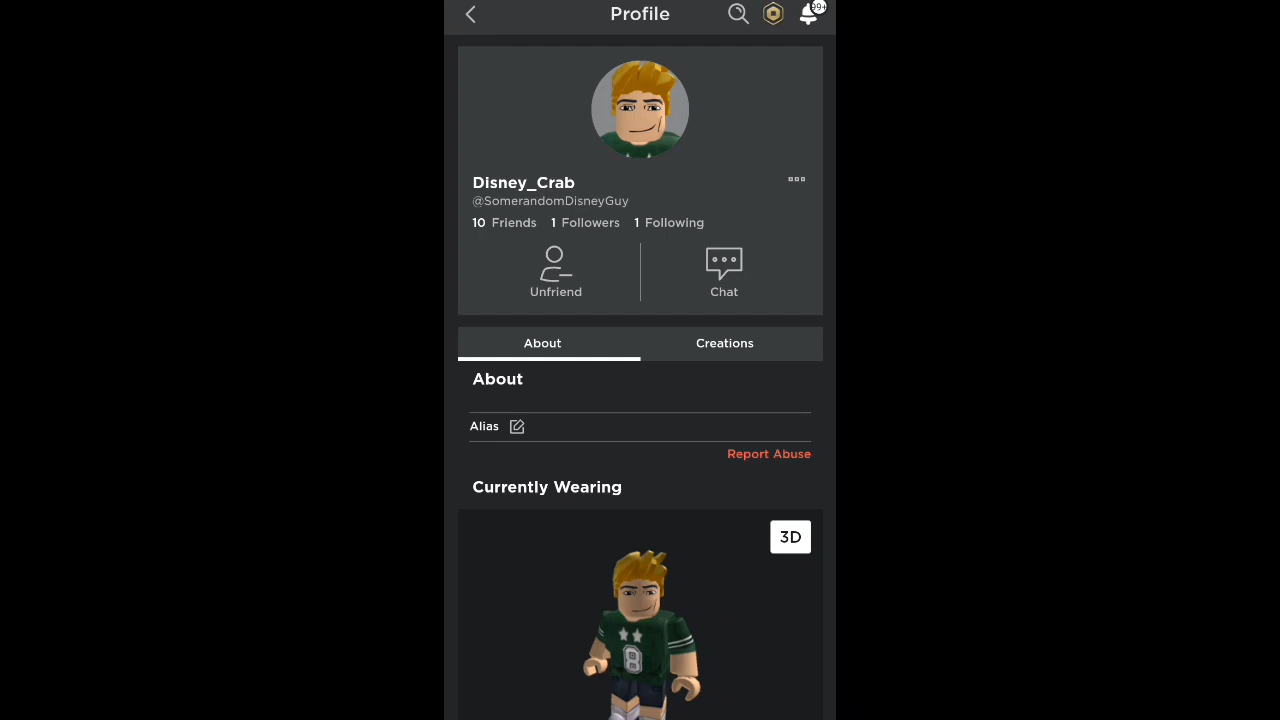 Profile
99+
Disney_Crab
@SomerandomDisneyGuy
10 Friends 1 Followers 1 Following
Unfriend Chat
About Creations
About
Alias
Report Abuse
Currently Wearing
3D
8